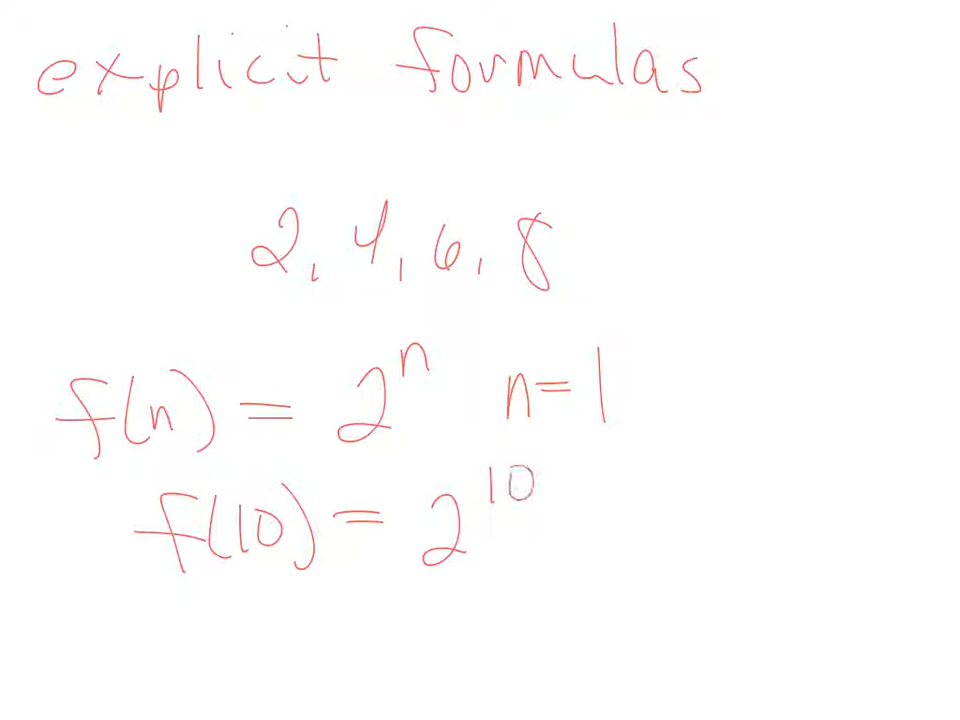 explicit formulas
2, 4, 6, 8
f(n) = 2^n n=1
f(10) = 2^10